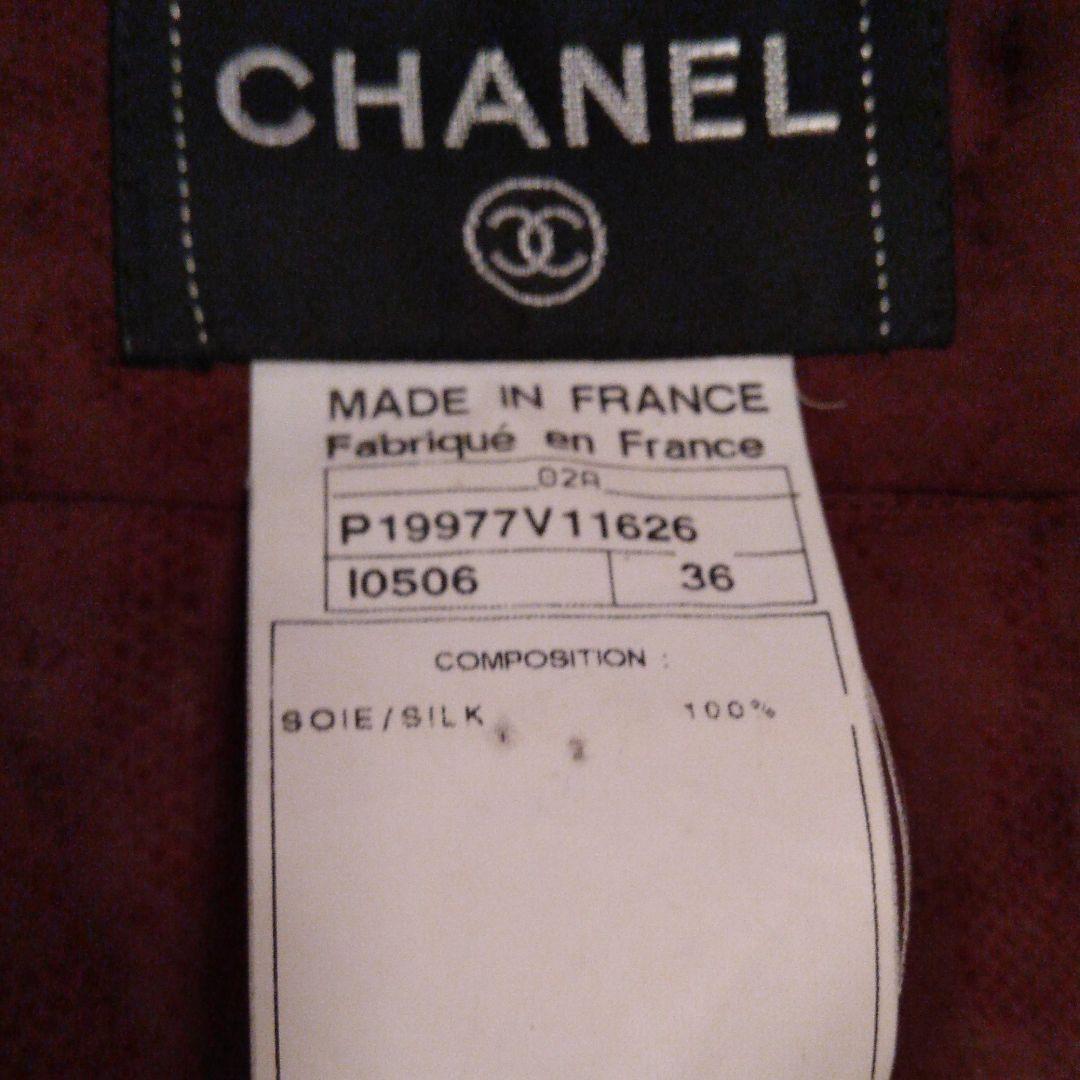 CHANEL
MADE IN FRANCE
Fabriqué en France
02A
P19977V11626
I0506 36
COMPOSITION :
SOIE/SILK 100%